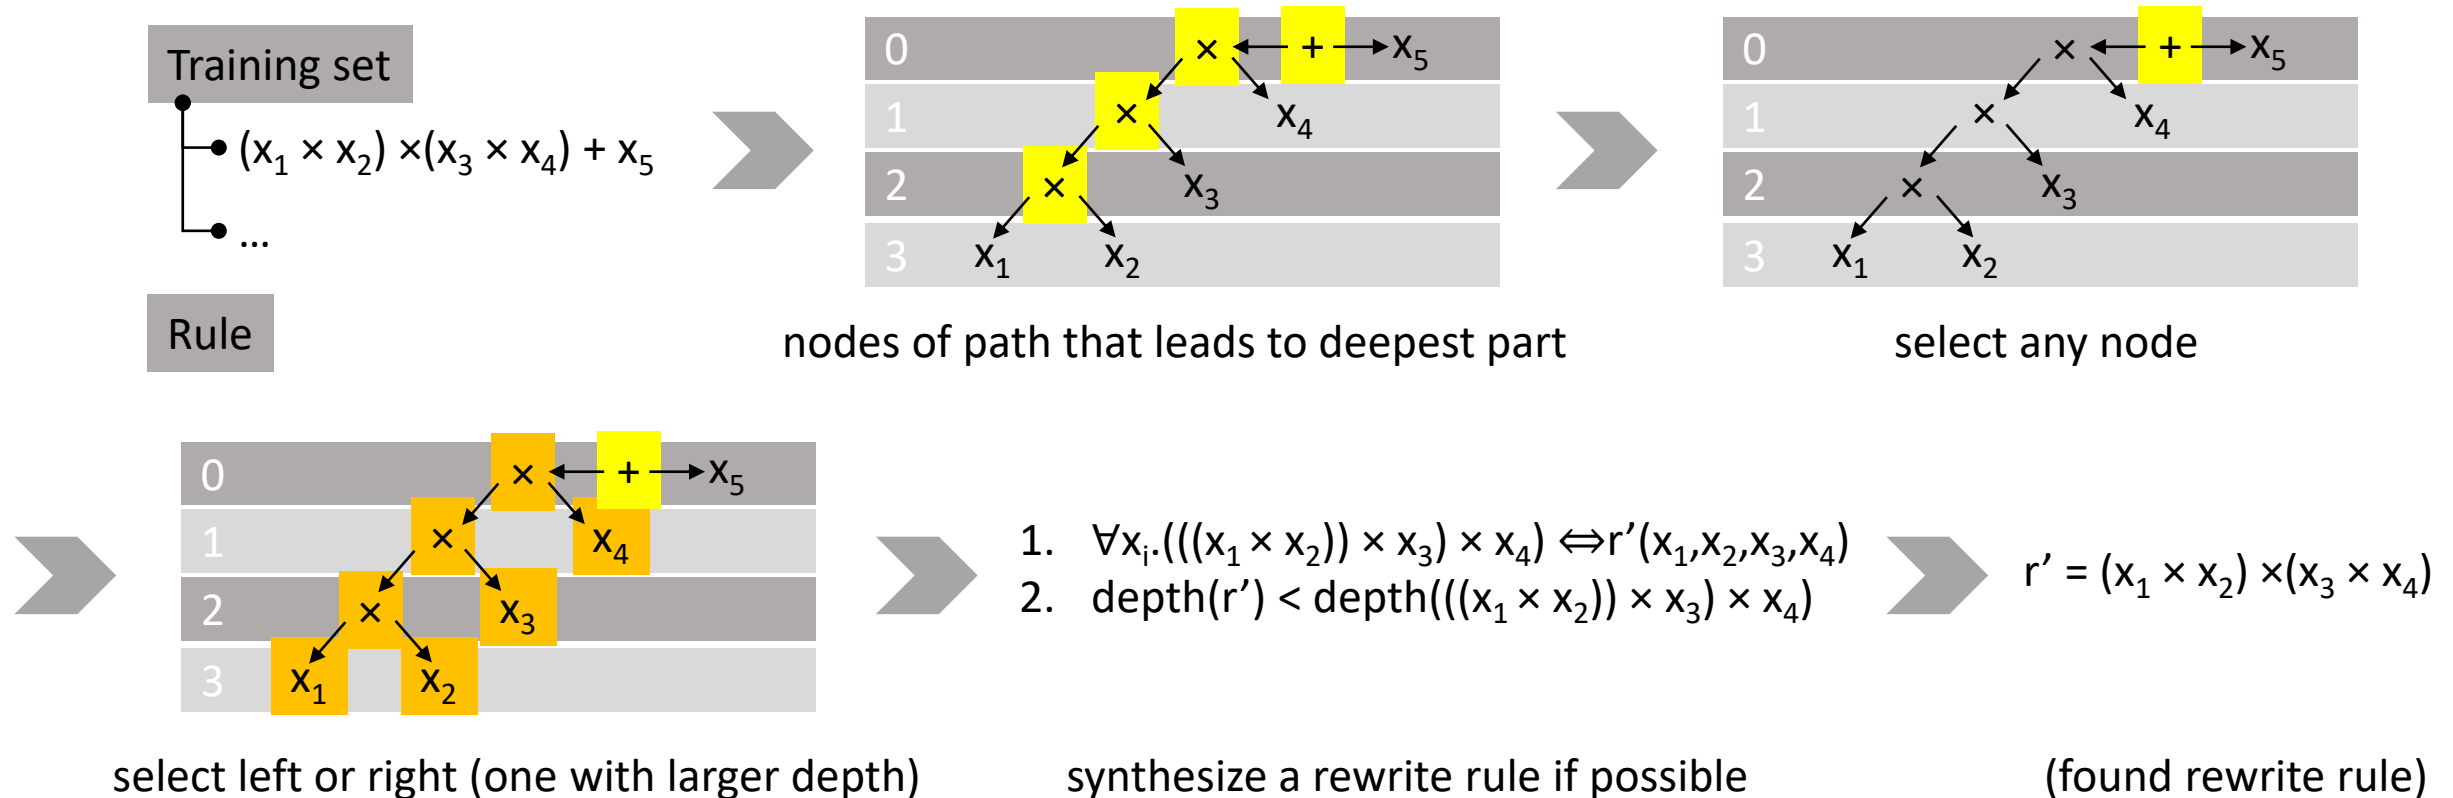 Training set
(x₁ × x₂) ×(x₃ × x₄) + x₅
...
Rule
0 × + x₅
1 × x₄
2 × x₃
3 x₁ x₂
nodes of path that leads to deepest part
0 × + x₅
1 × x₄
2 × x₃
3 x₁ x₂
select any node
0 × + x₅
1 × x₄
2 × x₃
3 x₁ x₂
select left or right (one with larger depth)
1. ∀xᵢ.(((x₁ × x₂)) × x₃) × x₄) ⇔r’(x₁,x₂,x₃,x₄)
2. depth(r’) < depth(((x₁ × x₂)) × x₃) × x₄)
synthesize a rewrite rule if possible
r’ = (x₁ × x₂) ×(x₃ × x₄)
(found rewrite rule)